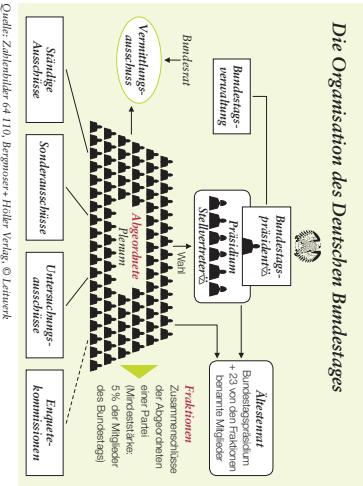 Die Organisation des Deutschen Bundestages
Bundestags-
präsident
Bundestags-
verwaltung
Präsidium
Stellvertreter
Ältestenrat
Bundestagspräsidium
+ 23 von den Fraktionen
benannte Mitglieder
Bundesrat
Wahl
Vermittlungs-
ausschuss
Abgeordnete
Plenum
Fraktionen
Zusammenschlüsse
der Abgeordneten
einer Partei
(Mindeststärke:
5 % der Mitglieder
des Bundestags)
Ständige
Ausschüsse
Sonderausschüsse
Untersuchungs-
ausschüsse
Enquete-
kommissionen
Quelle: Zahlenbilder 64 110, Bergmoser + Höller Verlag, © Leitwerk